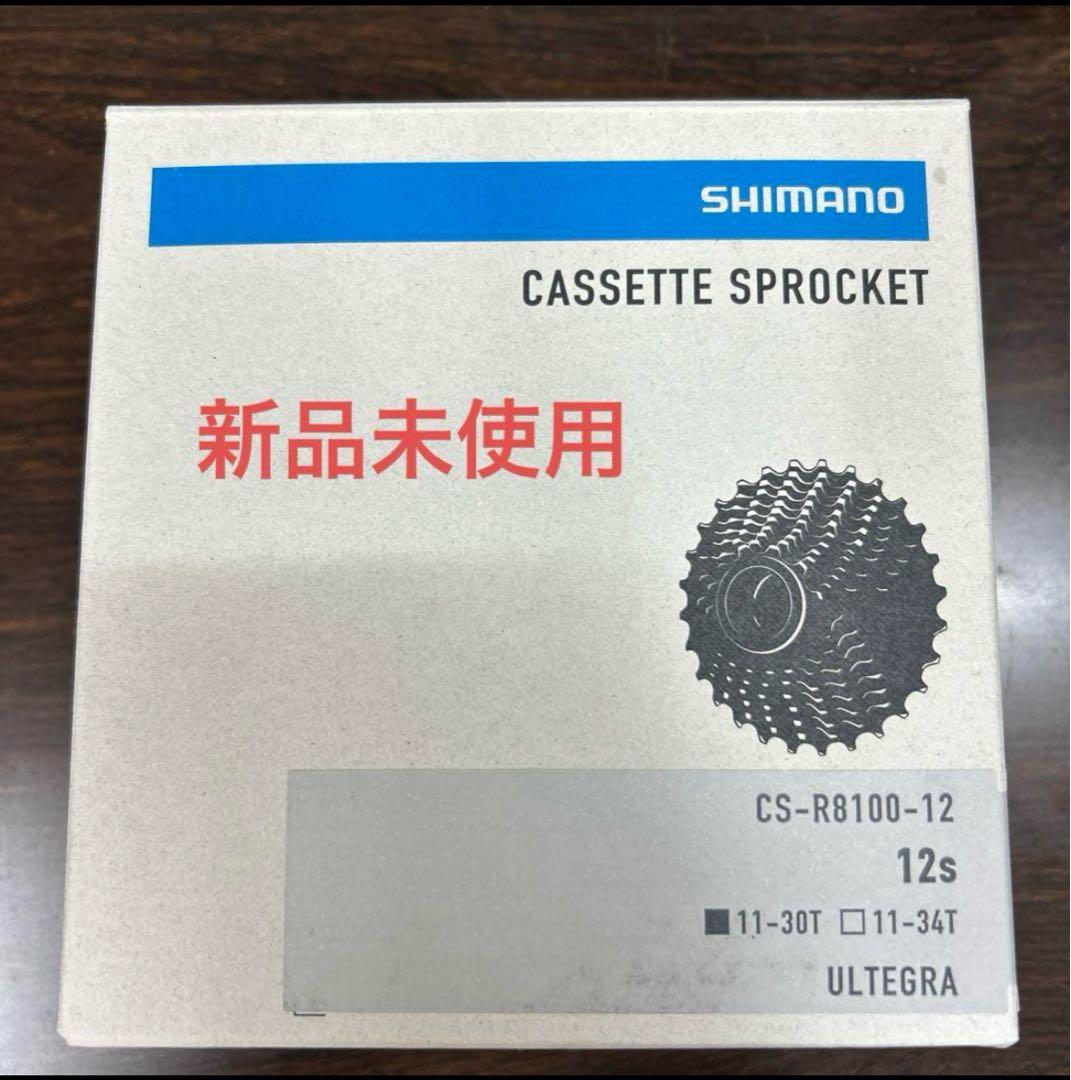 SHIMANO
CASSETTE SPROCKET
新品未使用
CS-R8100-12
12s
■11-30T □11-34T
ULTEGRA